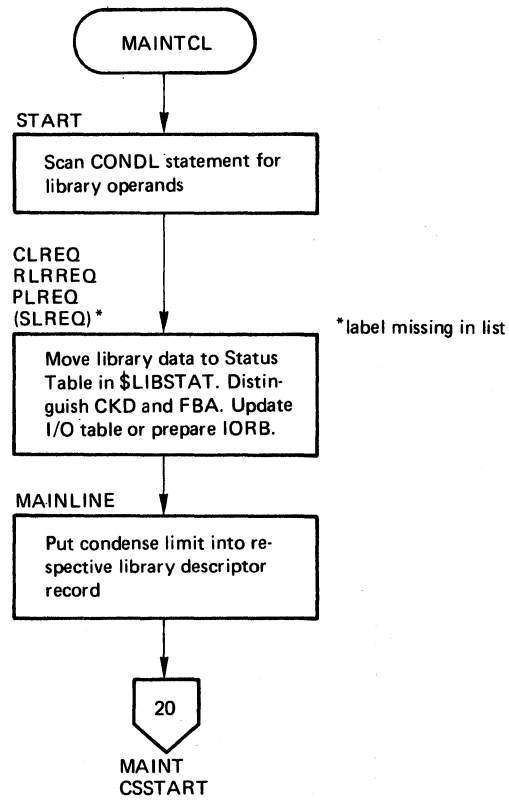 MAINTCL
START
Scan CONDL statement for
library operands
CLREQ
RLRREQ
PLREQ
(SLREQ)*
*label missing in list
Move library data to Status
Table in $LIBSTAT. Distin-
guish CKD and FBA. Update
I/O table or prepare IORB.
MAINLINE
Put condense limit into re-
spective library descriptor
record
20
MAINT
CSSTART